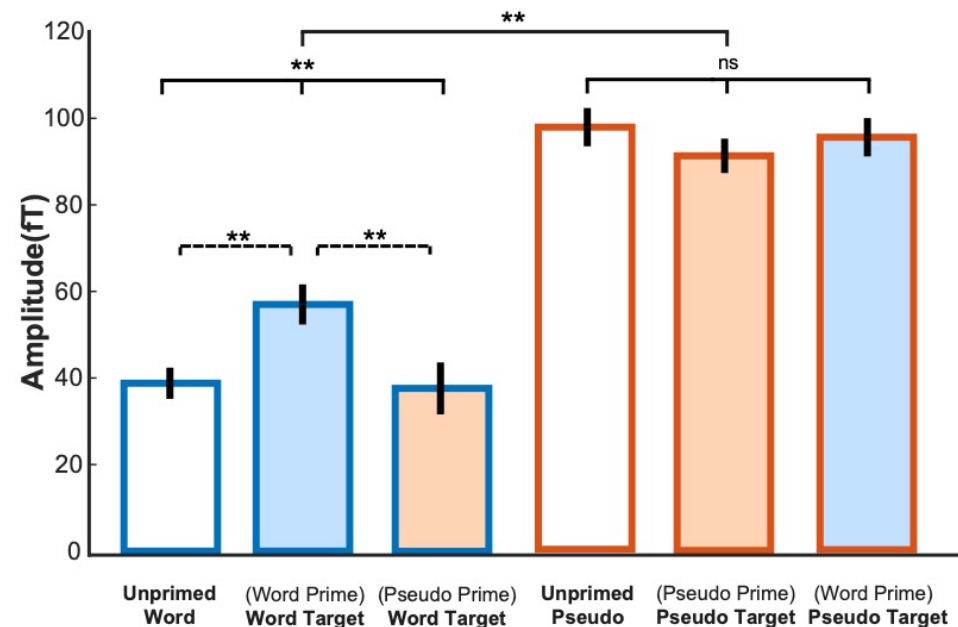 **
120
**
ns
100
80
** **
60
40
20
0
Amplitude(fT)
Unprimed (Word Prime) (Pseudo Prime) Unprimed (Pseudo Prime) (Word Prime)
Word Word Target Word Target Pseudo Pseudo Target Pseudo Target